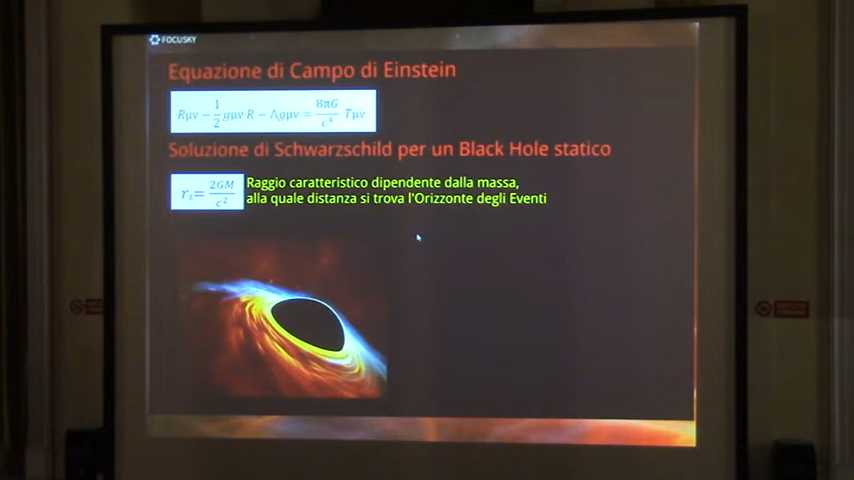 FOCUSKY
Equazione di Campo di Einstein
Rμν − 1/2 gμν R − Λgμν = 8πG/c⁴ Tμν
Soluzione di Schwarzschild per un Black Hole statico
rₛ= 2GM/c²
Raggio caratteristico dipendente dalla massa,
alla quale distanza si trova l'Orizzonte degli Eventi